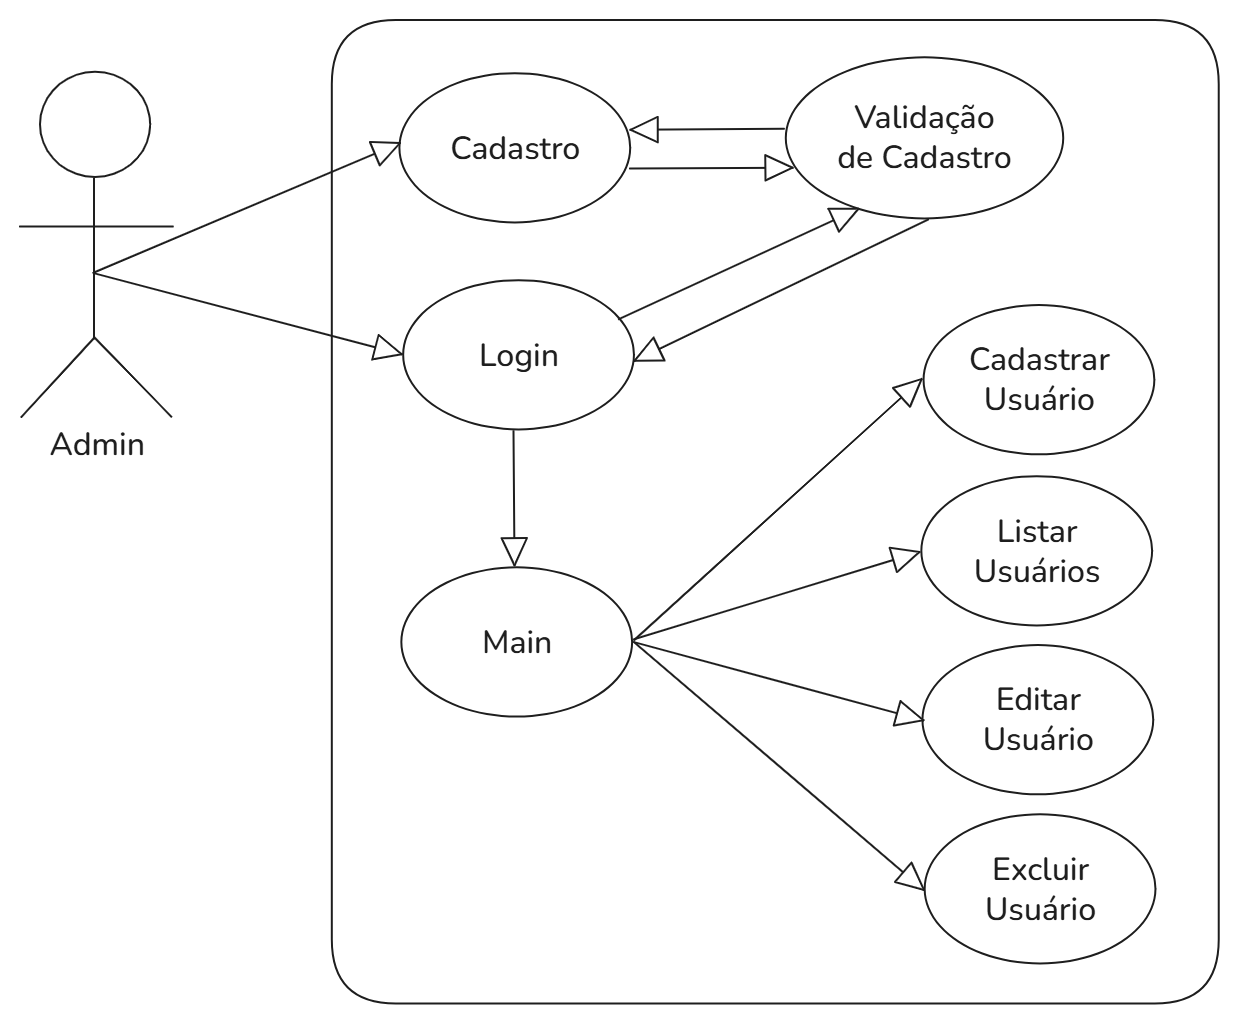 Admin
Cadastro
Validação
de Cadastro
Login
Main
Cadastrar
Usuário
Listar
Usuários
Editar
Usuário
Excluir
Usuário